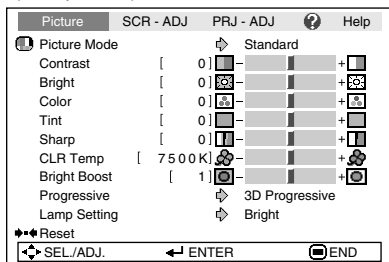 Picture SCR - ADJ PRJ - ADJ ? Help
Picture Mode Standard
Contrast [ 0] - +
Bright [ 0] - +
Color [ 0] - +
Tint [ 0] - +
Sharp [ 0] - +
CLR Temp [ 7500K] - +
Bright Boost [ 1] - +
Progressive 3D Progressive
Lamp Setting Bright
Reset
SEL./ADJ. ENTER END